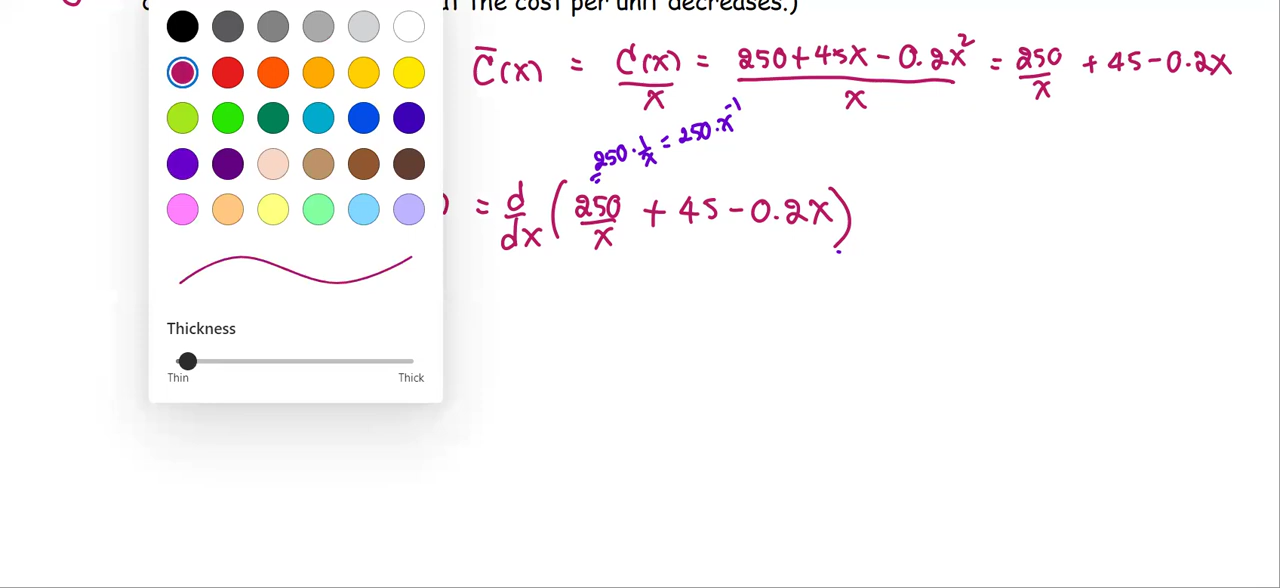 the cost per unit decreases.)
C̄(x) = C(x)/x = (250+45x-0.2x²)/x = 250/x + 45-0.2x
250·1/x = 250·x⁻¹
) = d/dx (250/x + 45-0.2x)
Thickness
Thin Thick